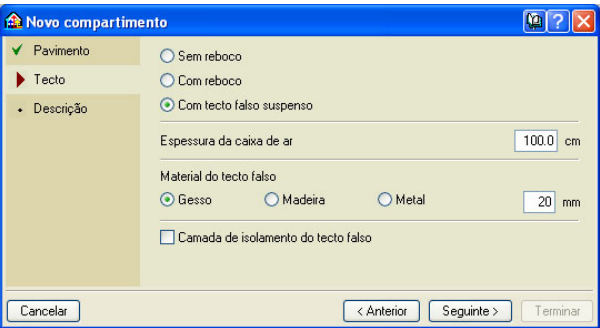 Novo compartimento
Pavimento
Tecto
Descrição
Sem reboco
Com reboco
Com tecto falso suspenso
Espessura da caixa de ar 100.0 cm
Material do tecto falso
Gesso Madeira Metal 20 mm
Camada de isolamento do tecto falso
Cancelar < Anterior Seguinte > Terminar